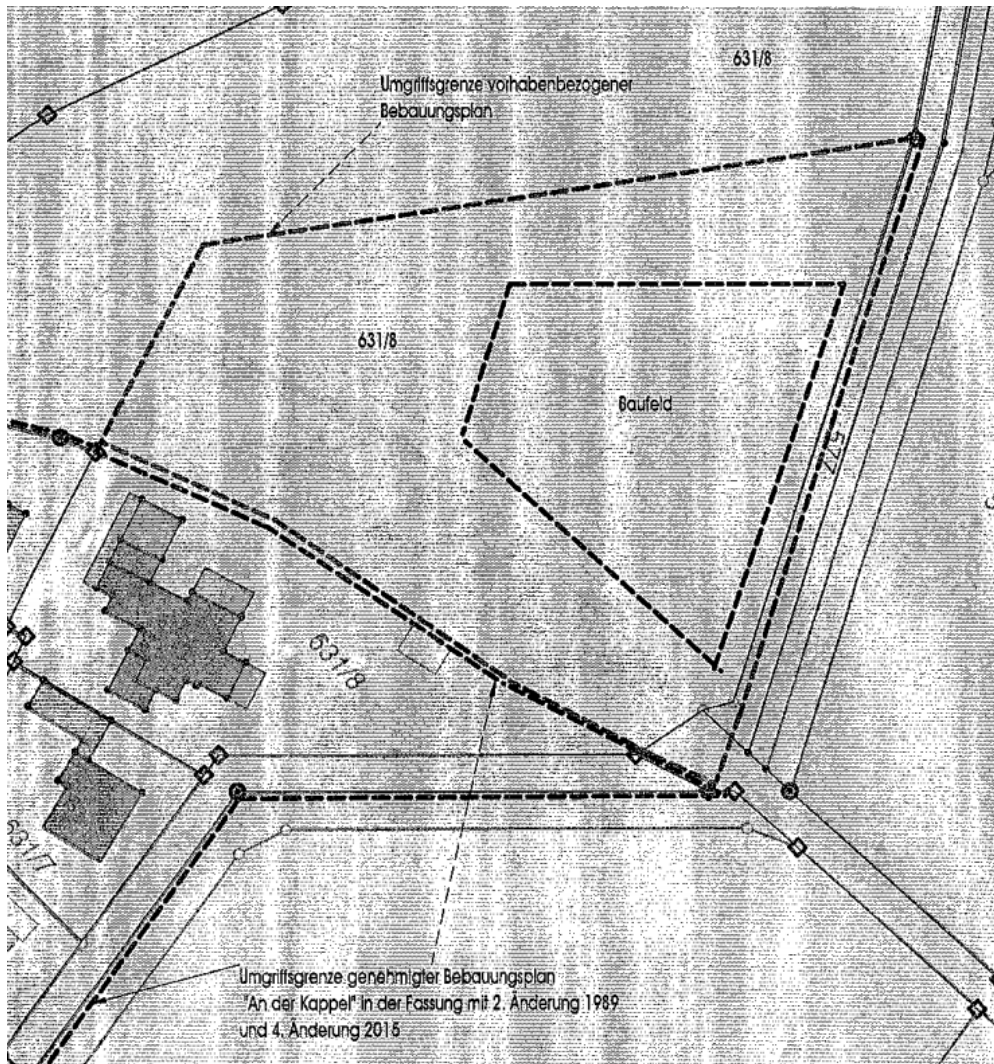 631/8
Umgriffsgrenze vorhabenbezogener
Bebauungsplan
631/8
Baufeld
577
631/8
631/7
Umgriffsgrenze genehmigter Bebauungsplan
"An der Kappel" in der Fassung mit 2. Änderung 1989
und 4. Änderung 2015